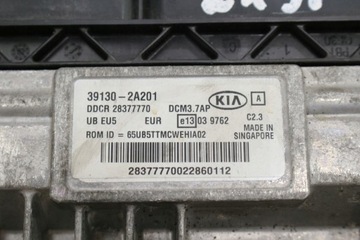 39130-2A201
DDCR 28377770 DCM3.7AP KIA A
UB EU5 EUR e13 03 9762 C2.3
ROM ID = 65UB5TTMCWEHIA02 MADE IN
SINGAPORE
28377770022860112